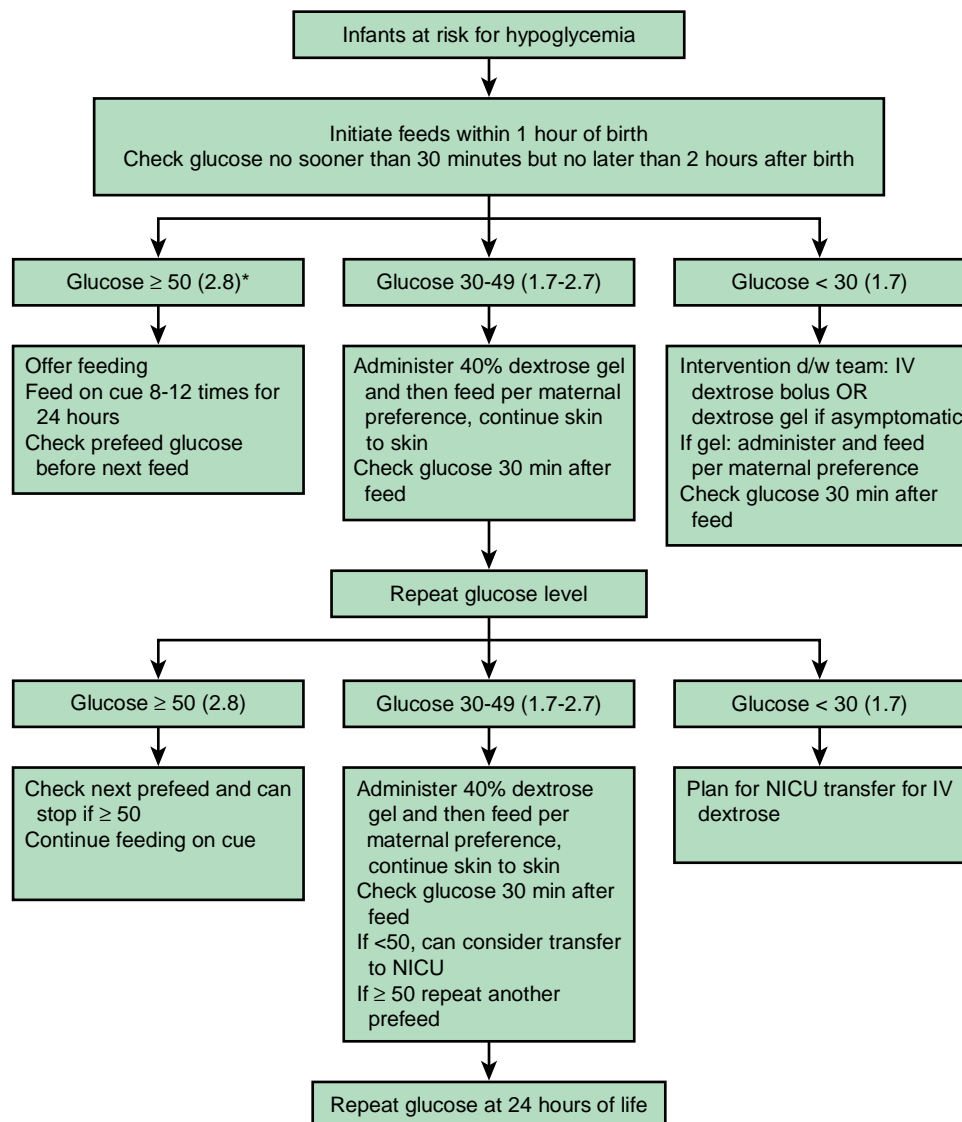 Infants at risk for hypoglycemia
Initiate feeds within 1 hour of birth
Check glucose no sooner than 30 minutes but no later than 2 hours after birth
Glucose ≥ 50 (2.8)*
Glucose 30-49 (1.7-2.7)
Glucose < 30 (1.7)
Offer feeding
Feed on cue 8-12 times for
24 hours
Check prefeed glucose
before next feed
Administer 40% dextrose gel
and then feed per maternal
preference, continue skin
to skin
Check glucose 30 min after
feed
Intervention d/w team: IV
dextrose bolus OR
dextrose gel if asymptomatic
If gel: administer and feed
per maternal preference
Check glucose 30 min after
feed
Repeat glucose level
Glucose ≥ 50 (2.8)
Glucose 30-49 (1.7-2.7)
Glucose < 30 (1.7)
Check next prefeed and can
stop if ≥ 50
Continue feeding on cue
Administer 40% dextrose
gel and then feed per
maternal preference,
continue skin to skin
Check glucose 30 min after
feed
If <50, can consider transfer
to NICU
If ≥ 50 repeat another
prefeed
Plan for NICU transfer for IV
dextrose
Repeat glucose at 24 hours of life